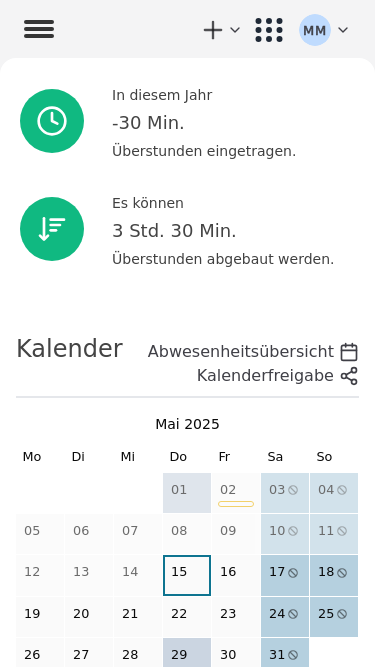 MM
In diesem Jahr
-30 Min.
Überstunden eingetragen.
Es können
3 Std. 30 Min.
Überstunden abgebaut werden.
Kalender
Abwesenheitsübersicht
Kalenderfreigabe
Mai 2025
Mo Di Mi Do Fr Sa So
01 02 03 04
05 06 07 08 09 10 11
12 13 14 15 16 17 18
19 20 21 22 23 24 25
26 27 28 29 30 31